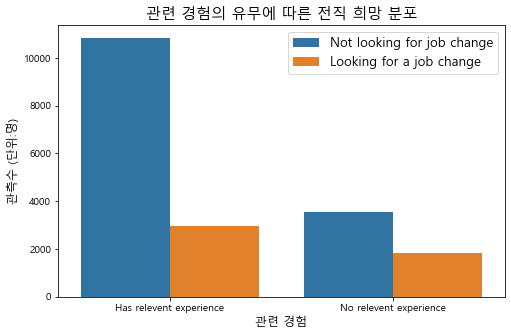 관련 경험의 유무에 따른 전직 희망 분포
Not looking for job change
Looking for a job change
관측수 (단위:명)
10000
8000
6000
4000
2000
0
Has relevent experience
No relevent experience
관련 경험